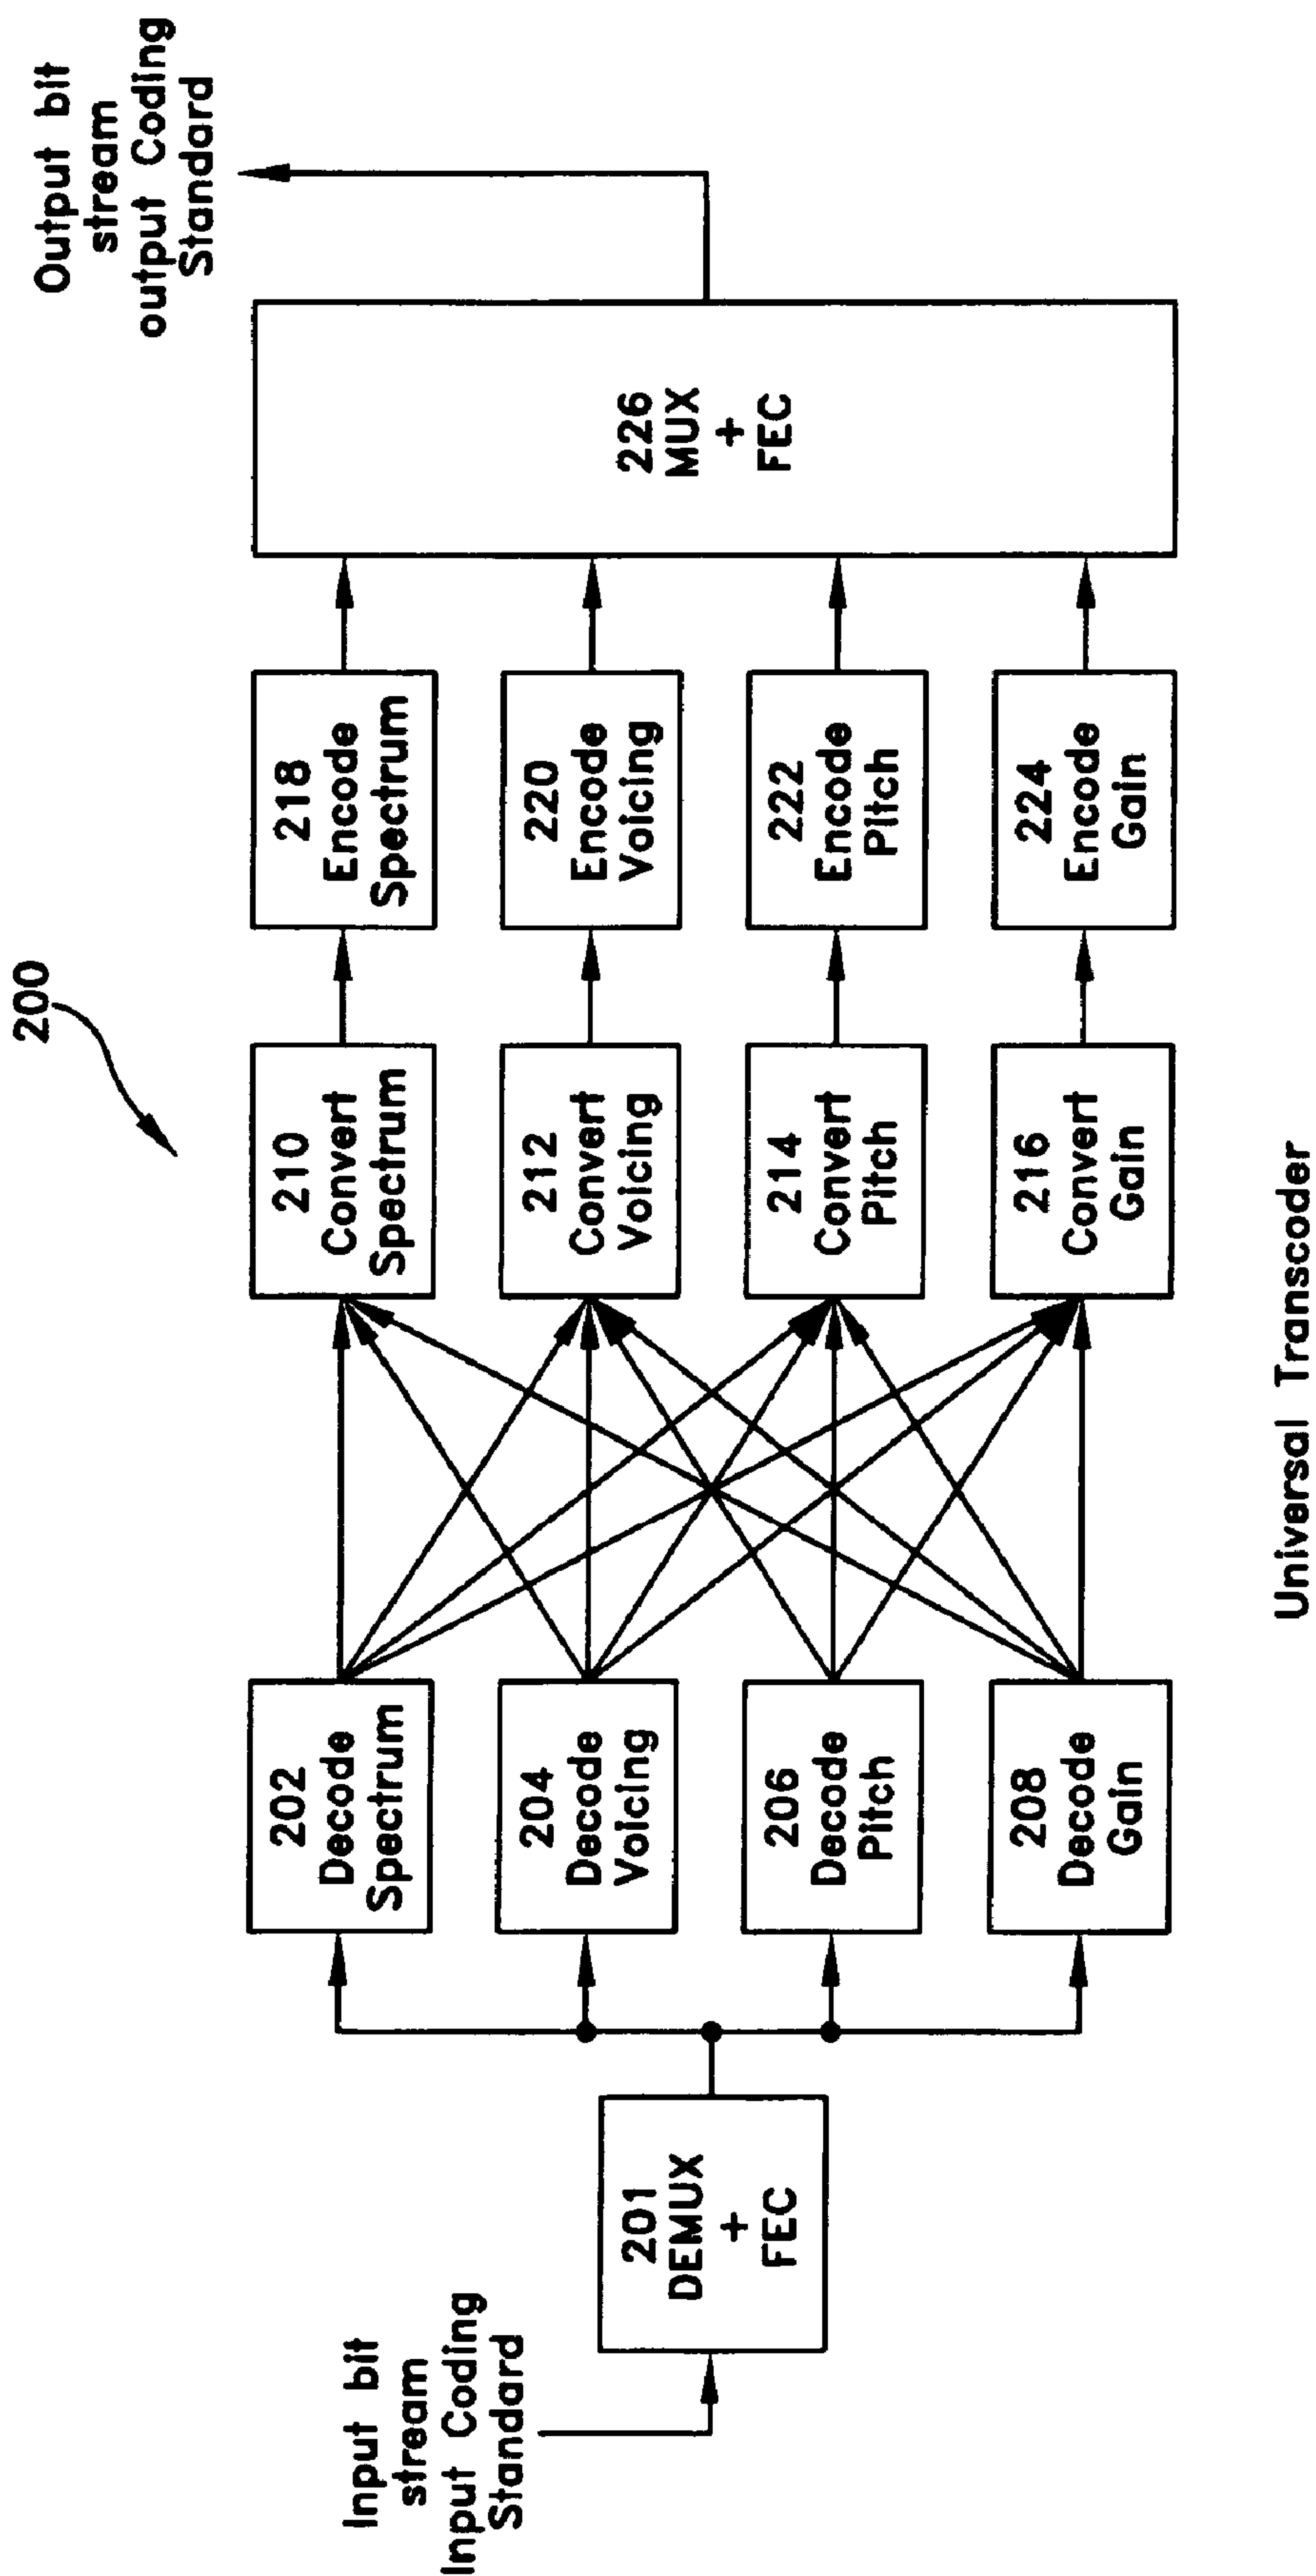 200
Input bit
stream
Input Coding
Standard
201
DEMUX
+
FEC
202
Decode
Spectrum
204
Decode
Voicing
206
Decode
Pitch
208
Decode
Gain
210
Convert
Spectrum
212
Convert
Voicing
214
Convert
Pitch
216
Convert
Gain
218
Encode
Spectrum
220
Encode
Voicing
222
Encode
Pitch
224
Encode
Gain
226
MUX
+
FEC
Output bit
stream
output Coding
Standard
Universal Transcoder